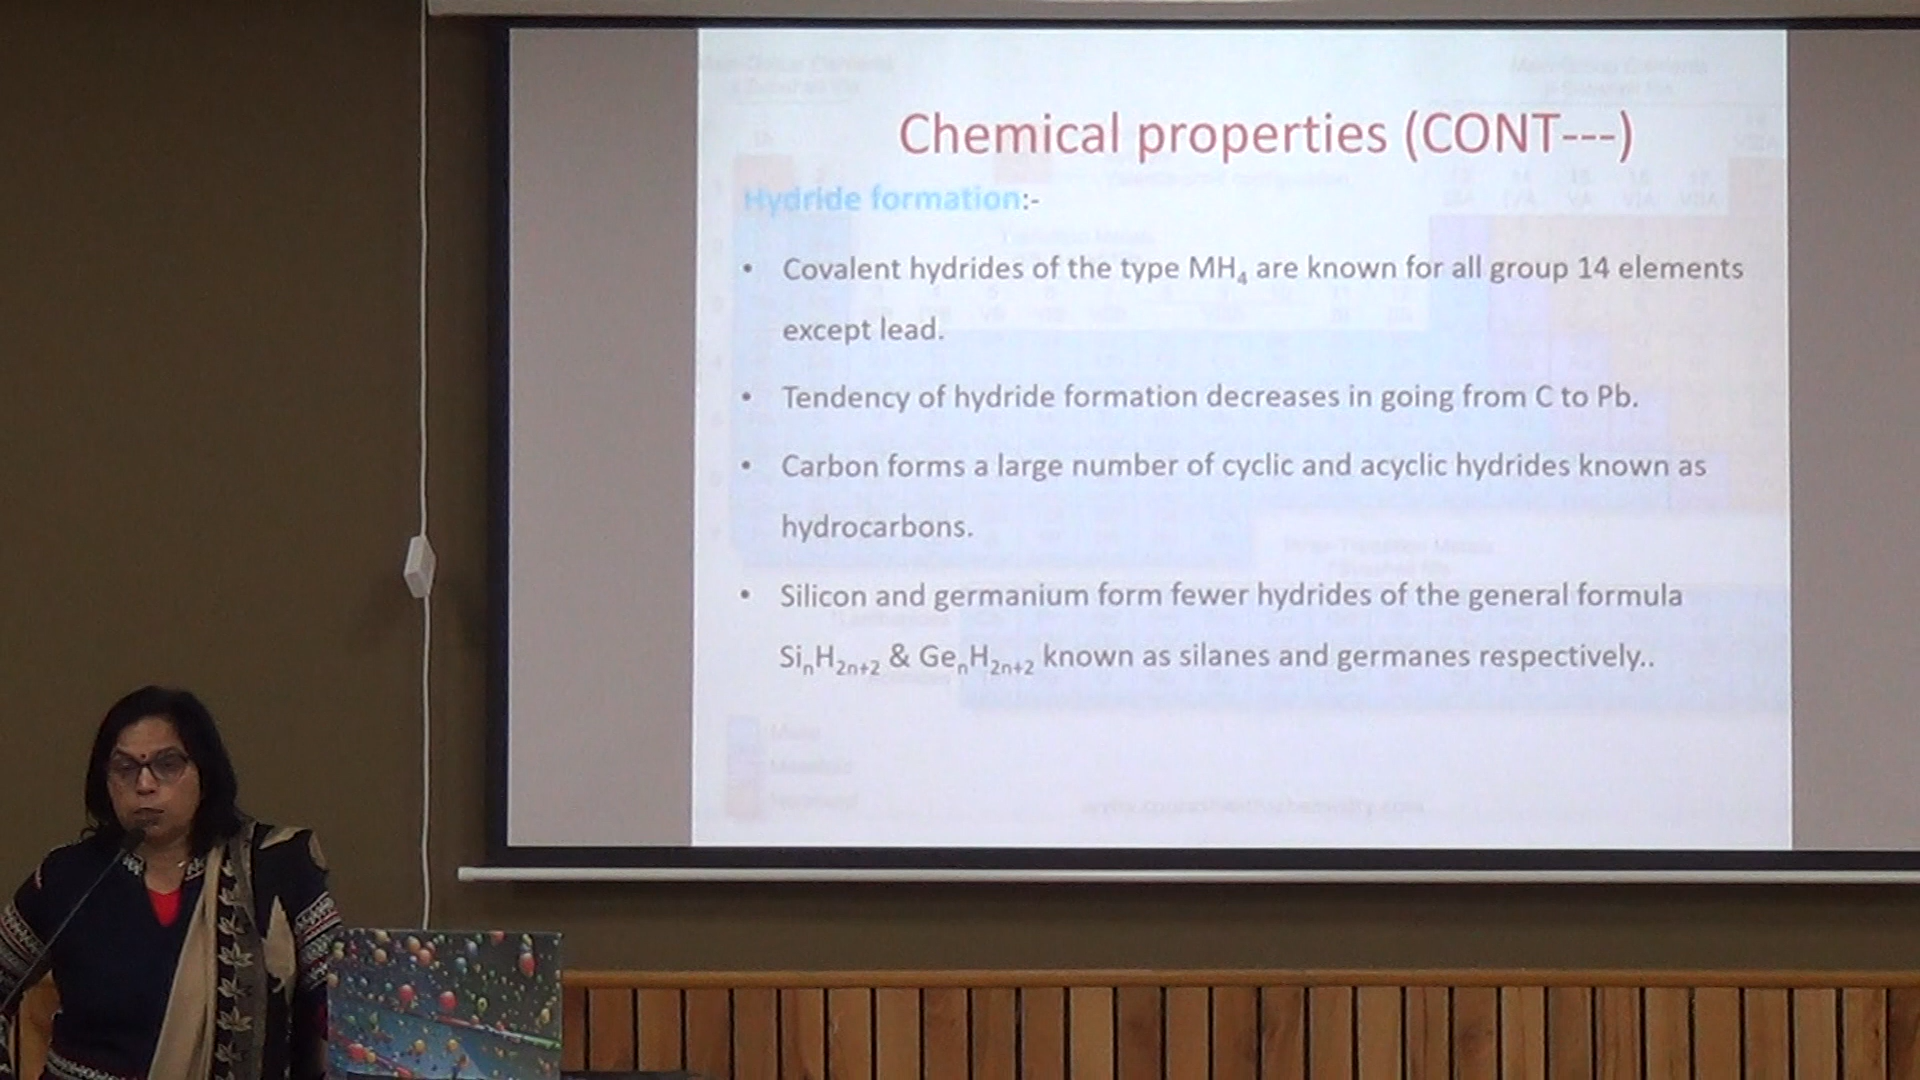 Chemical properties (CONT---)
Hydride formation:-
• Covalent hydrides of the type MH₄ are known for all group 14 elements
except lead.
• Tendency of hydride formation decreases in going from C to Pb.
• Carbon forms a large number of cyclic and acyclic hydrides known as
hydrocarbons.
• Silicon and germanium form fewer hydrides of the general formula
SiₙH₂ₙ₊₂ & GeₙH₂ₙ₊₂ known as silanes and germanes respectively..